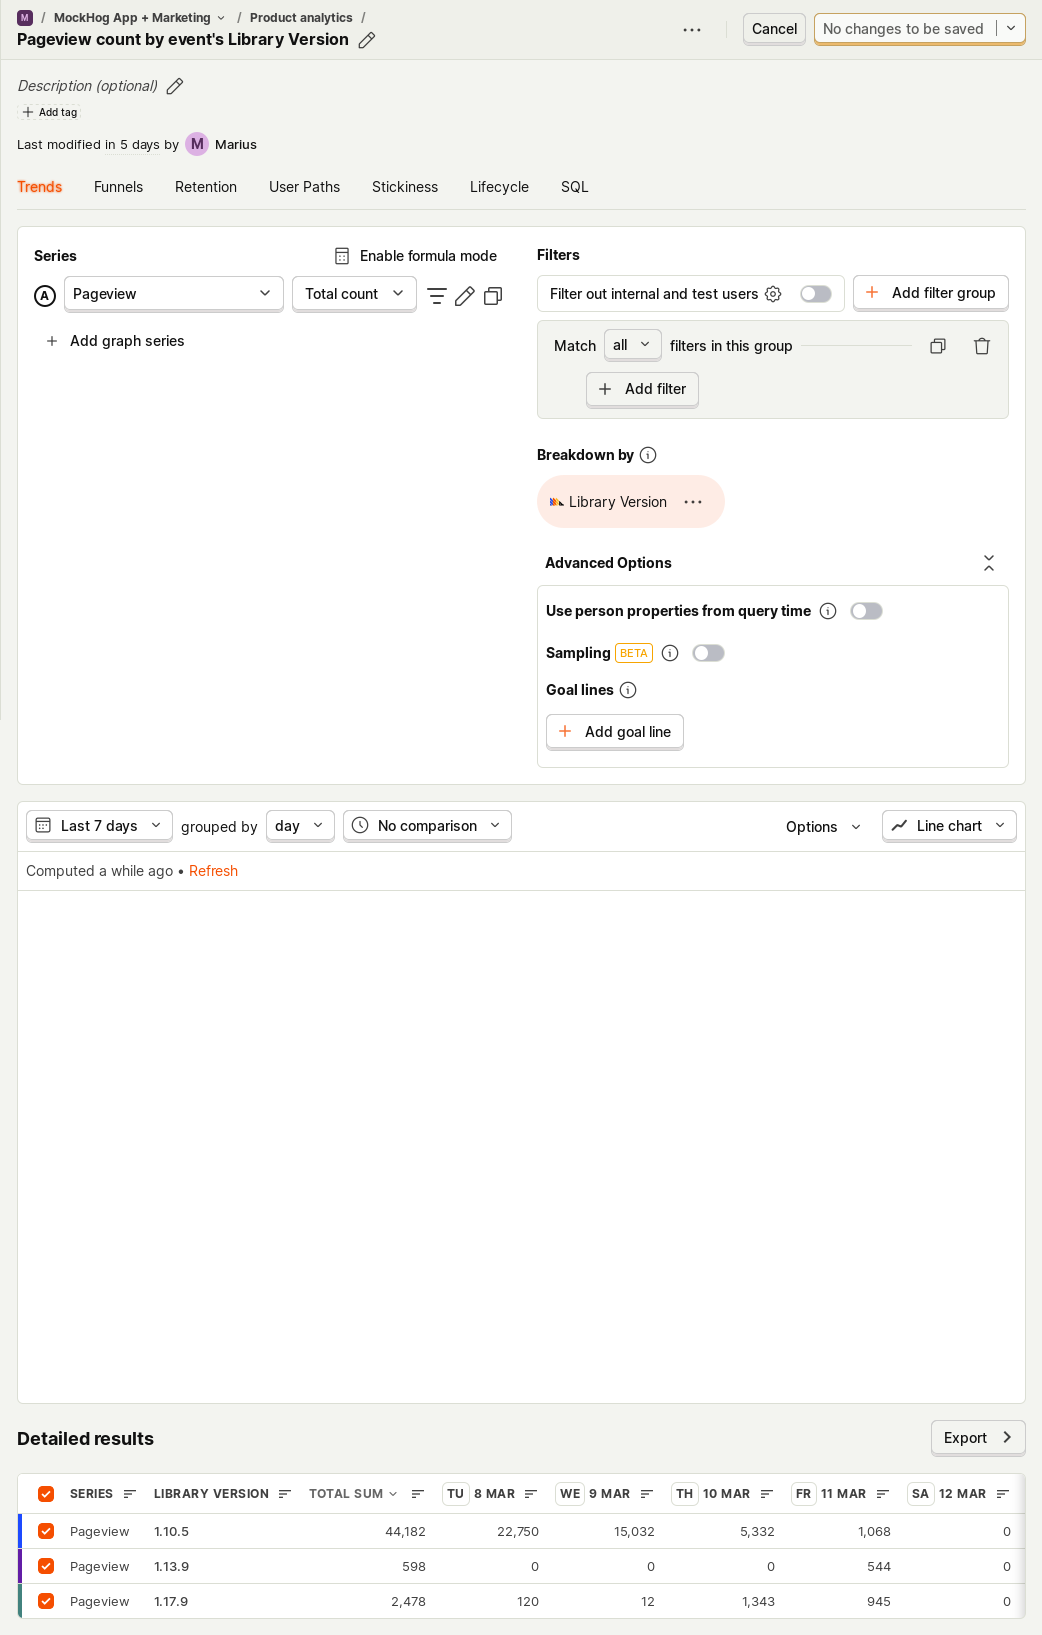 M / MockHog App + Marketing / Product analytics /
Pageview count by event's Library Version
Cancel
No changes to be saved
Description (optional)
Add tag
Last modified in 5 days by M Marius
Trends Funnels Retention User Paths Stickiness Lifecycle SQL
Series
Enable formula mode
A Pageview Total count
Add graph series
Filters
Filter out internal and test users
Add filter group
Match all filters in this group
Add filter
Breakdown by
Library Version
Advanced Options
Use person properties from query time
Sampling BETA
Goal lines
Add goal line
Last 7 days grouped by day No comparison Options Line chart
Computed a while ago • Refresh
Detailed results
Export
SERIES LIBRARY VERSION TOTAL SUM TU 8 MAR WE 9 MAR TH 10 MAR FR 11 MAR SA 12 MAR
Pageview 1.10.5 44,182 22,750 15,032 5,332 1,068 0
Pageview 1.13.9 598 0 0 0 544 0
Pageview 1.17.9 2,478 120 12 1,343 945 0